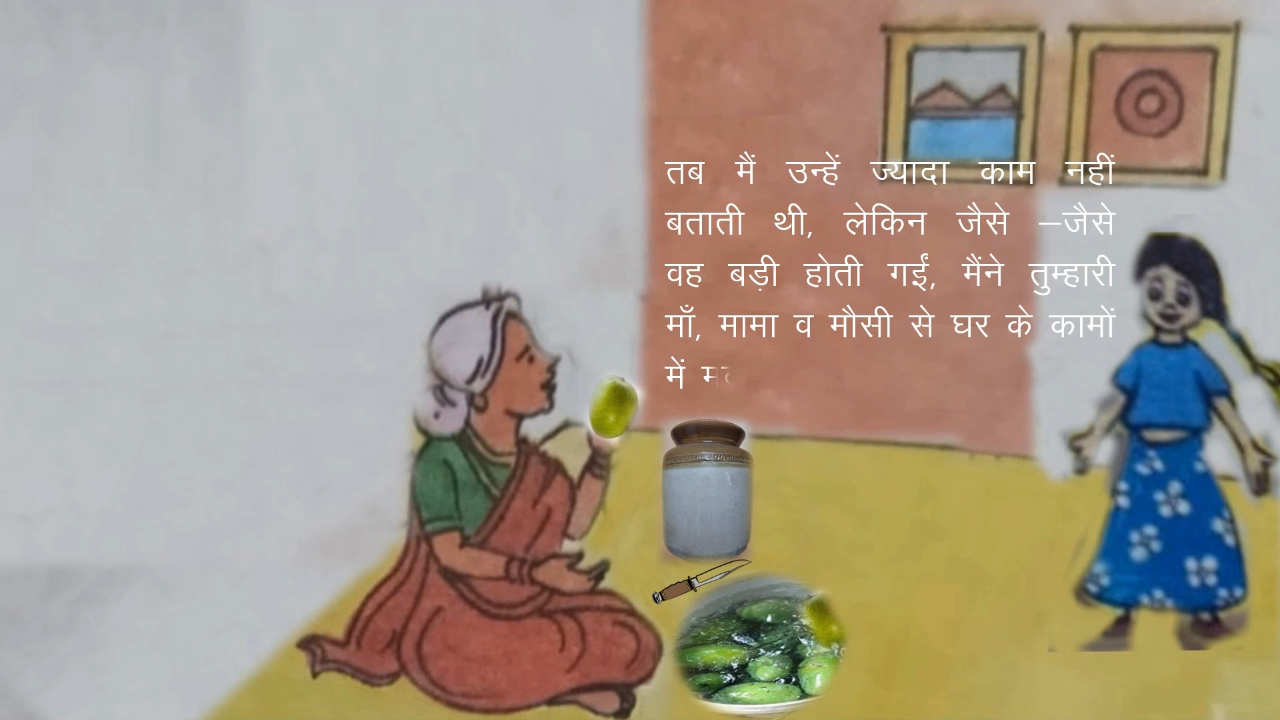 तब मैं उन्हें ज्यादा काम नहीं
बताती थी, लेकिन जैसे –जैसे
वह बड़ी होती गईं, मैंने तुम्हारी
माँ, मामा व मौसी से घर के कामों
में